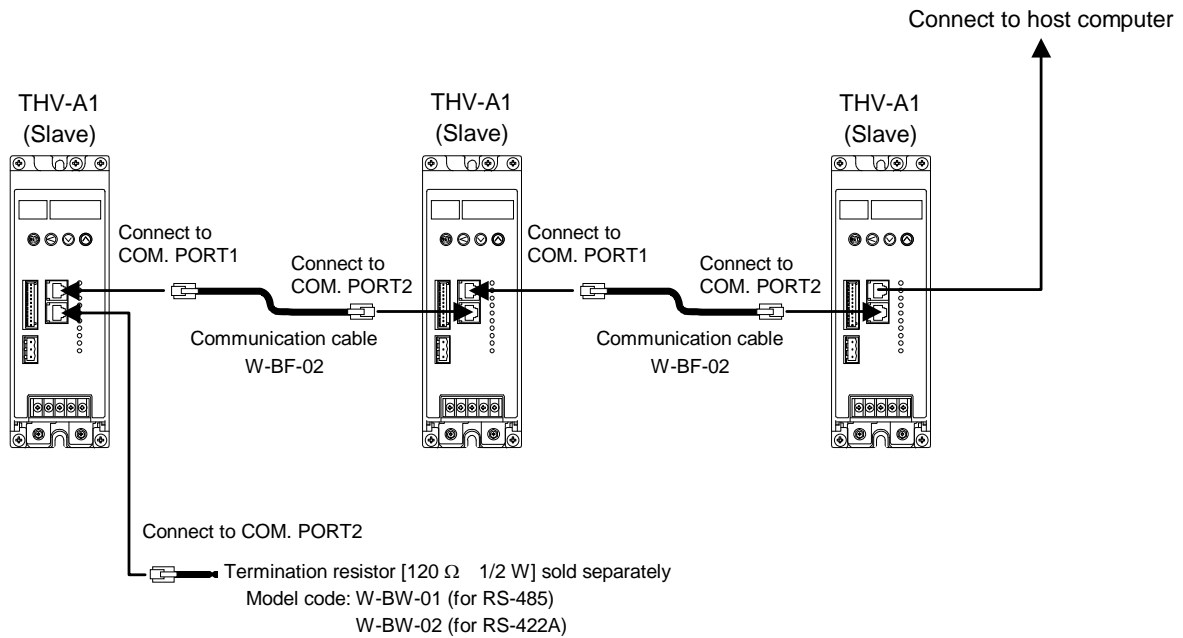 Connect to host computer
THV-A1
(Slave)
THV-A1
(Slave)
THV-A1
(Slave)
Connect to
COM. PORT1
Connect to
COM. PORT2
Connect to
COM. PORT1
Connect to
COM. PORT2
Communication cable
W-BF-02
Communication cable
W-BF-02
Connect to COM. PORT2
Termination resistor [120 Ω 1/2 W] sold separately
Model code: W-BW-01 (for RS-485)
W-BW-02 (for RS-422A)